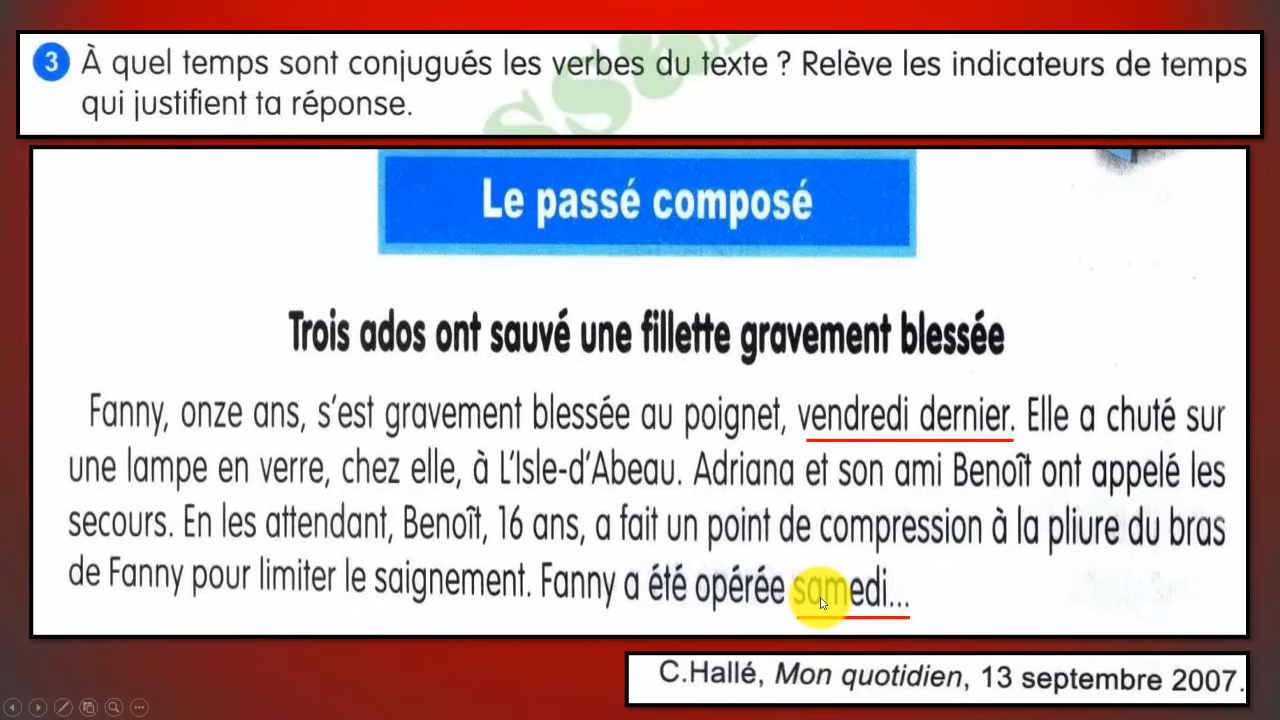 3 À quel temps sont conjugués les verbes du texte ? Relève les indicateurs de temps
qui justifient ta réponse.
Le passé composé
Trois ados ont sauvé une fillette gravement blessée
Fanny, onze ans, s'est gravement blessée au poignet, vendredi dernier. Elle a chuté sur
une lampe en verre, chez elle, à L'Isle-d'Abeau. Adriana et son ami Benoît ont appelé les
secours. En les attendant, Benoît, 16 ans, a fait un point de compression à la pliure du bras
de Fanny pour limiter le saignement. Fanny a été opérée samedi...
C.Hallé, Mon quotidien, 13 septembre 2007.